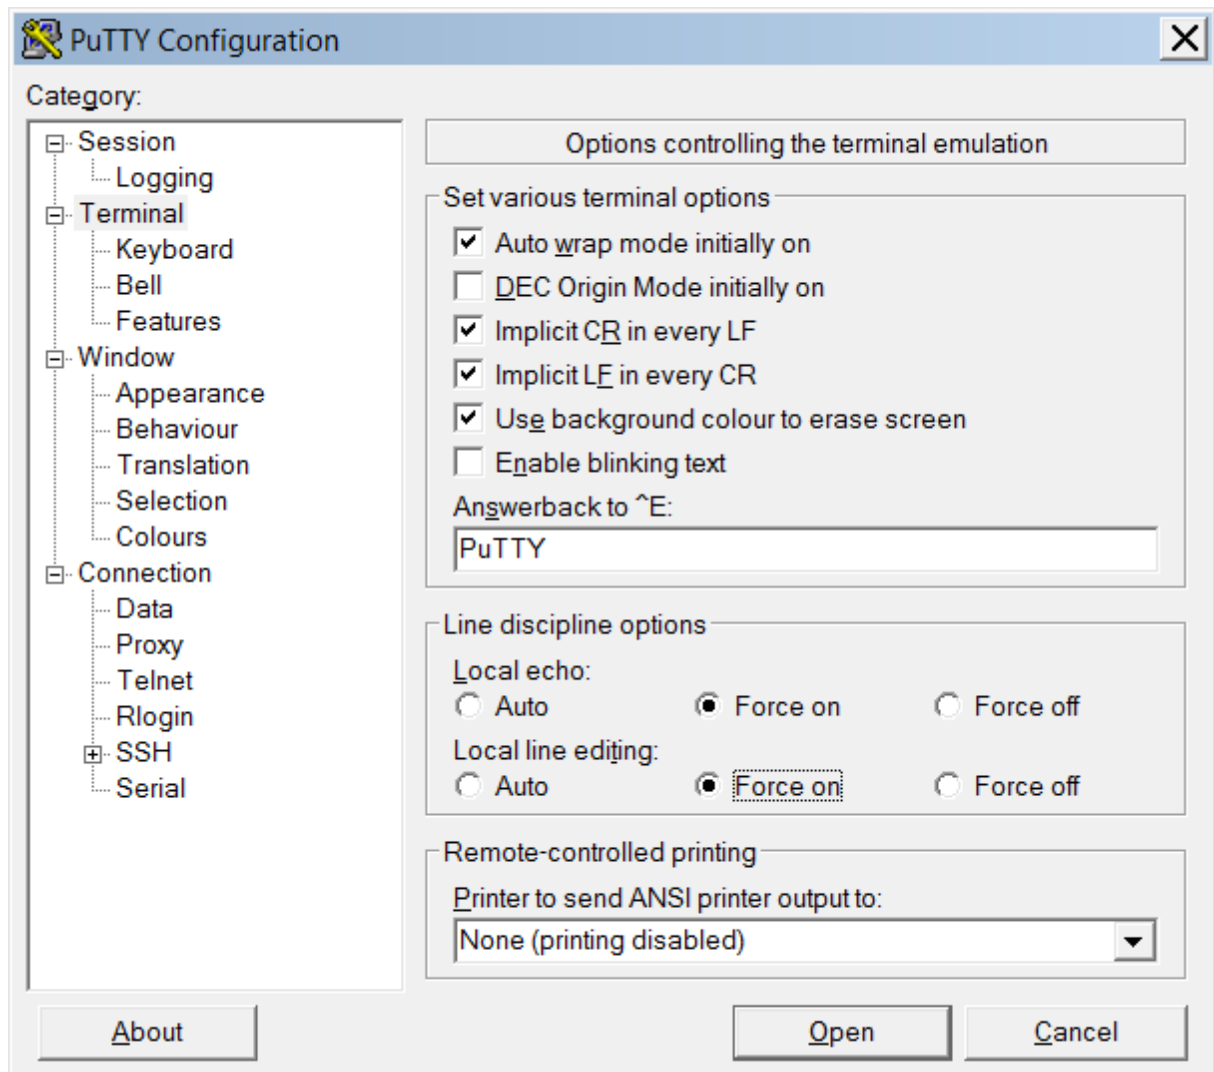 PuTTY Configuration
Category:
Session
Logging
Terminal
Keyboard
Bell
Features
Window
Appearance
Behaviour
Translation
Selection
Colours
Connection
Data
Proxy
Telnet
Rlogin
SSH
Serial
Options controlling the terminal emulation
Set various terminal options
Auto wrap mode initially on
DEC Origin Mode initially on
Implicit CR in every LF
Implicit LF in every CR
Use background colour to erase screen
Enable blinking text
Answerback to ^E:
PuTTY
Line discipline options
Local echo:
Auto Force on Force off
Local line editing:
Auto Force on Force off
Remote-controlled printing
Printer to send ANSI printer output to:
None (printing disabled)
About Open Cancel